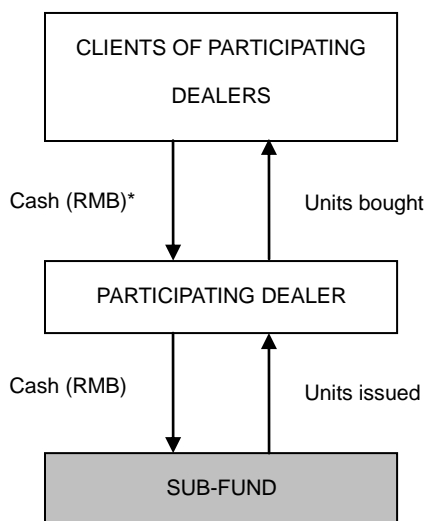 CLIENTS OF PARTICIPATING
DEALERS
Cash (RMB)*
Units bought
PARTICIPATING DEALER
Cash (RMB)
Units issued
SUB-FUND